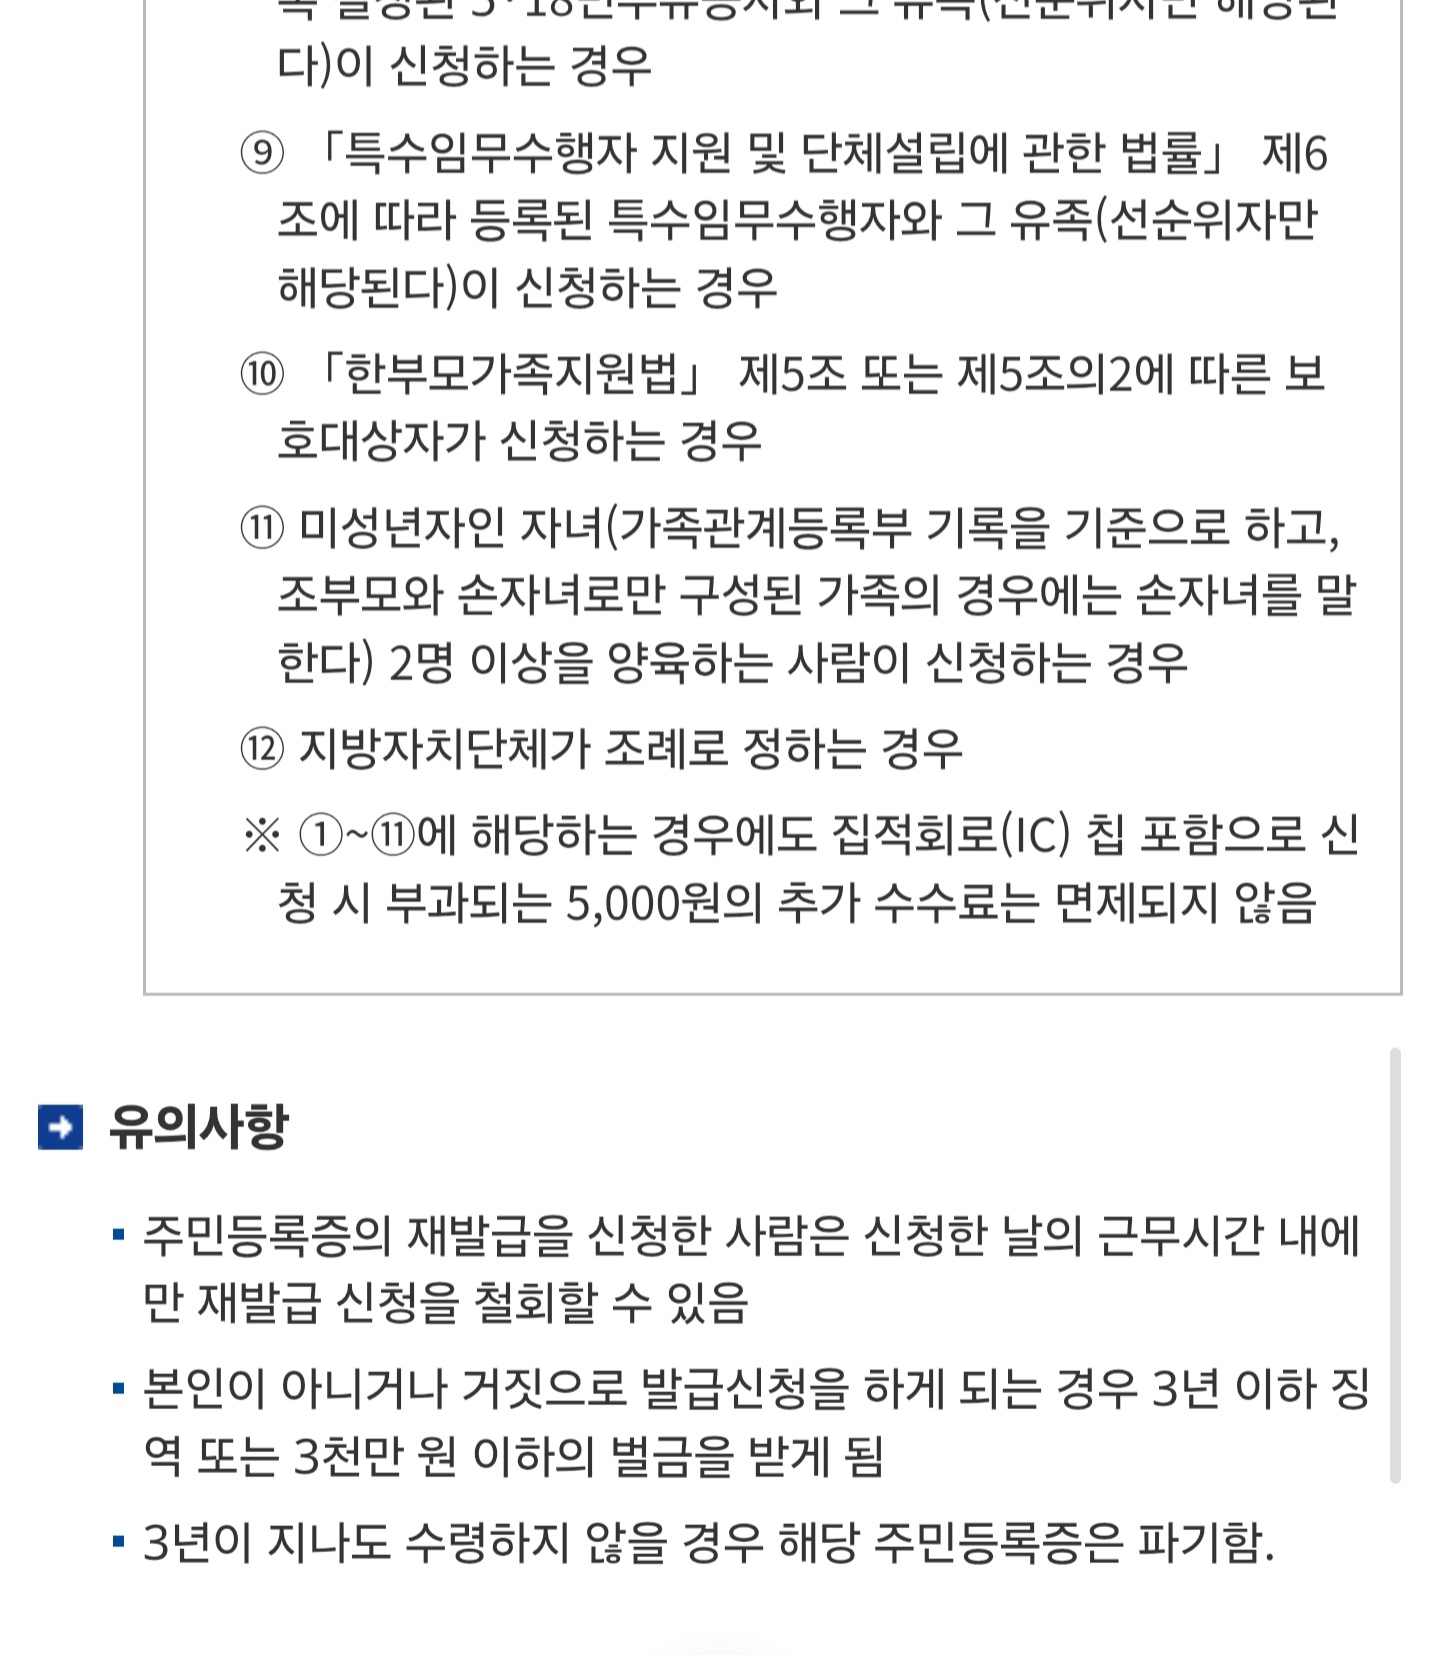 다)이 신청하는 경우
⑨ 「특수임무수행자 지원 및 단체설립에 관한 법률」 제6
조에 따라 등록된 특수임무수행자와 그 유족(선순위자만
해당된다)이 신청하는 경우
⑩ 「한부모가족지원법」 제5조 또는 제5조의2에 따른 보
호대상자가 신청하는 경우
⑪ 미성년자인 자녀(가족관계등록부 기록을 기준으로 하고,
조부모와 손자녀로만 구성된 가족의 경우에는 손자녀를 말
한다) 2명 이상을 양육하는 사람이 신청하는 경우
⑫ 지방자치단체가 조례로 정하는 경우
※ ①~⑪에 해당하는 경우에도 집적회로(IC) 칩 포함으로 신
청 시 부과되는 5,000원의 추가 수수료는 면제되지 않음
유의사항
주민등록증의 재발급을 신청한 사람은 신청한 날의 근무시간 내에
만 재발급 신청을 철회할 수 있음
본인이 아니거나 거짓으로 발급신청을 하게 되는 경우 3년 이하 징
역 또는 3천만 원 이하의 벌금을 받게 됨
3년이 지나도 수령하지 않을 경우 해당 주민등록증은 파기함.